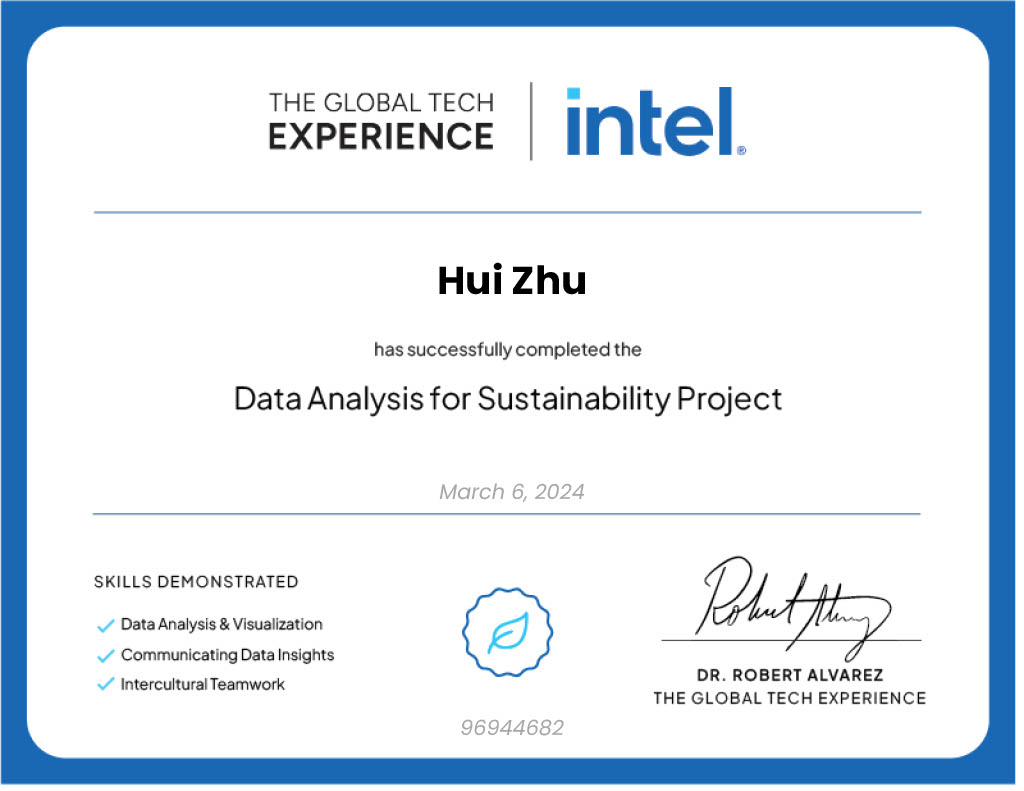 THE GLOBAL TECH
EXPERIENCE
intel®
Hui Zhu
has successfully completed the
Data Analysis for Sustainability Project
March 6, 2024
SKILLS DEMONSTRATED
Data Analysis & Visualization
Communicating Data Insights
Intercultural Teamwork
Robert Alvarez
DR. ROBERT ALVAREZ
THE GLOBAL TECH EXPERIENCE
96944682